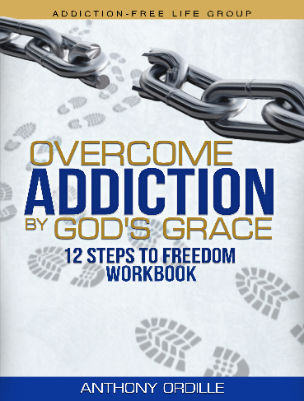 ADDICTION-FREE LIFE GROUP
OVERCOME
ADDICTION
BY GOD'S GRACE
12 STEPS TO FREEDOM
WORKBOOK
ANTHONY ORDILLE